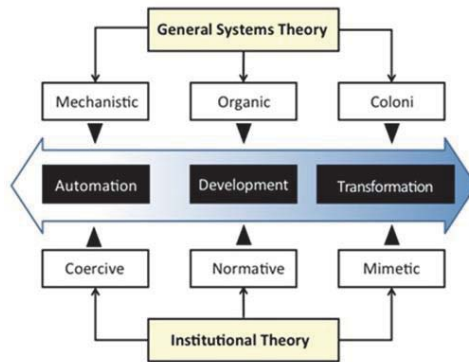 General Systems Theory
Mechanistic Organic Coloni
Automation Development Transformation
Coercive Normative Mimetic
Institutional Theory